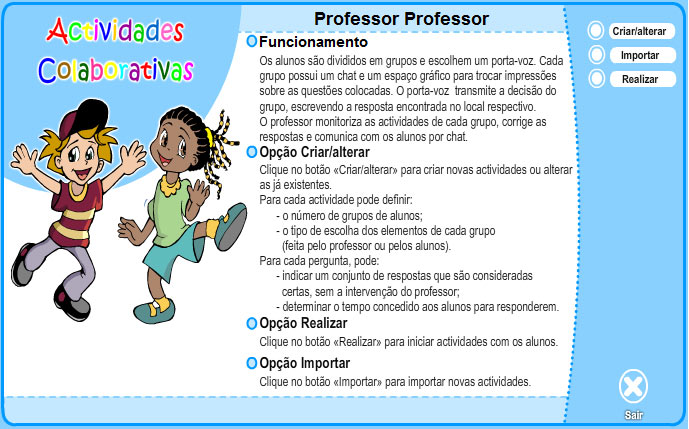 Actividades
Colaborativas
Professor Professor
Funcionamento
Os alunos são divididos em grupos e escolhem um porta-voz. Cada
grupo possui um chat e um espaço gráfico para trocar impressões
sobre as questões colocadas. O porta-voz transmite a decisão do
grupo, escrevendo a resposta encontrada no local respectivo.
O professor monitoriza as actividades de cada grupo, corrige as
respostas e comunica com os alunos por chat.
Opção Criar/alterar
Clique no botão «Criar/alterar» para criar novas actividades ou alterar
as já existentes.
Para cada actividade pode definir:
- o número de grupos de alunos;
- o tipo de escolha dos elementos de cada grupo
(feita pelo professor ou pelos alunos).
Para cada pergunta, pode:
- indicar um conjunto de respostas que são consideradas
certas, sem a intervenção do professor;
- determinar o tempo concedido aos alunos para responderem.
Opção Realizar
Clique no botão «Realizar» para iniciar actividades com os alunos.
Opção Importar
Clique no botão «Importar» para importar novas actividades.
Criar/alterar
Importar
Realizar
Sair